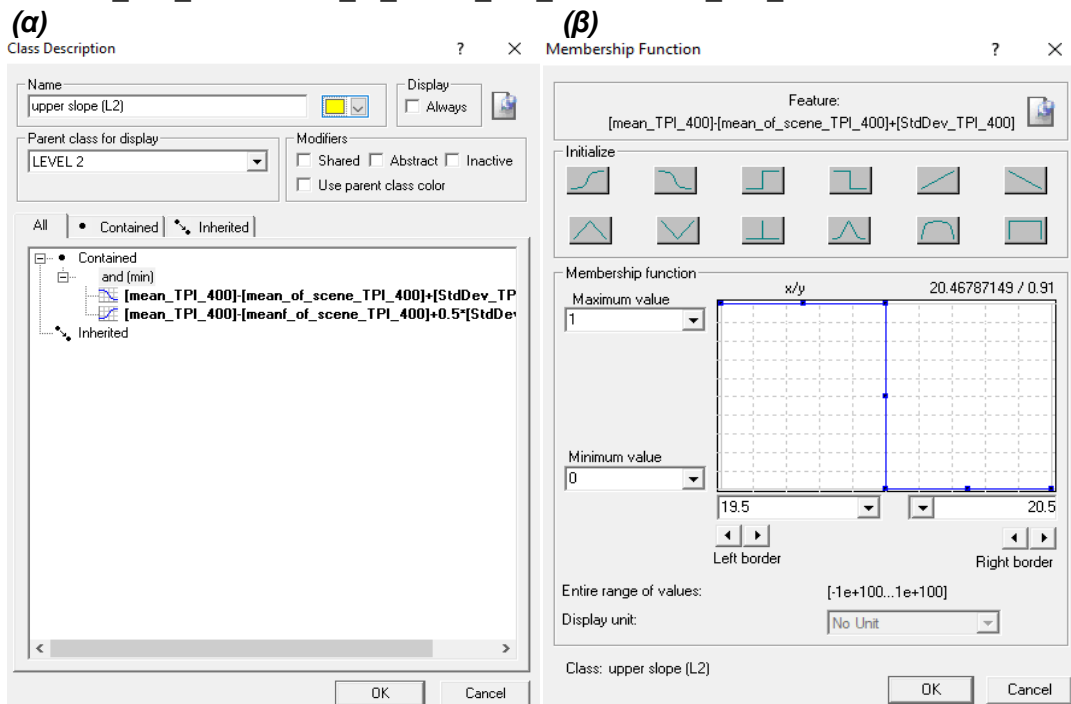 (α)
Class Description ? ×
Name
upper slope (L2)
Display
Always
Parent class for display
LEVEL 2
Modifiers
Shared Abstract Inactive
Use parent class color
All • Contained Inherited
Contained
and (min)
[mean_TPI_400]-[mean_of_scene_TPI_400]+[StdDev_TP
[mean_TPI_400]-[meanf_of_scene_TPI_400]+0.5*[StdDev
Inherited
< >
OK Cancel
(β)
Membership Function ? ×
Feature:
[mean_TPI_400]-[mean_of_scene_TPI_400]+[StdDev_TPI_400]
Initialize
Membership function
Maximum value x/y 20.46787149 / 0.91
1
Minimum value
0
19.5 20.5
Left border Right border
Entire range of values: [-1e+100...1e+100]
Display unit: No Unit
Class: upper slope (L2)
OK Cancel